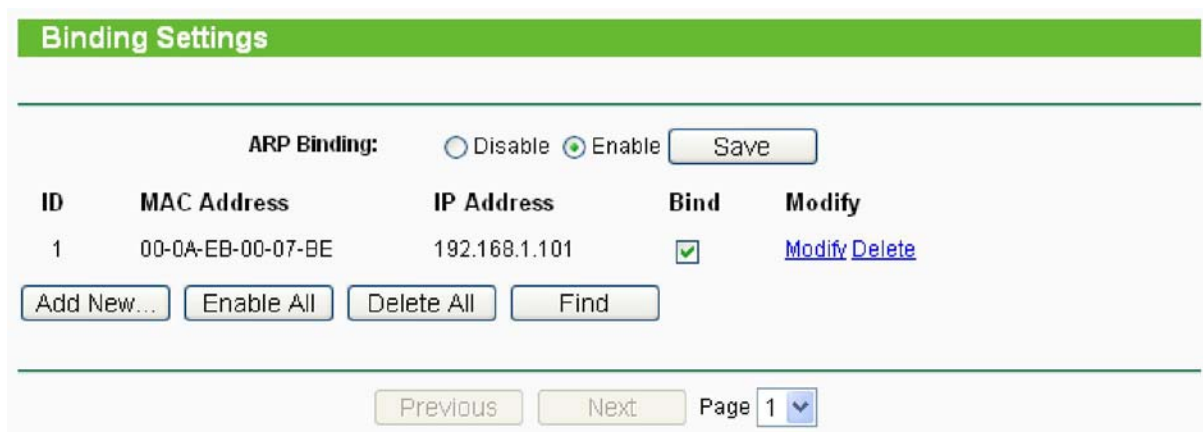 Binding Settings
ARP Binding: Disable Enable Save
ID MAC Address IP Address Bind Modify
1 00-0A-EB-00-07-BE 192.168.1.101 Modify Delete
Add New... Enable All Delete All Find
Previous Next Page 1